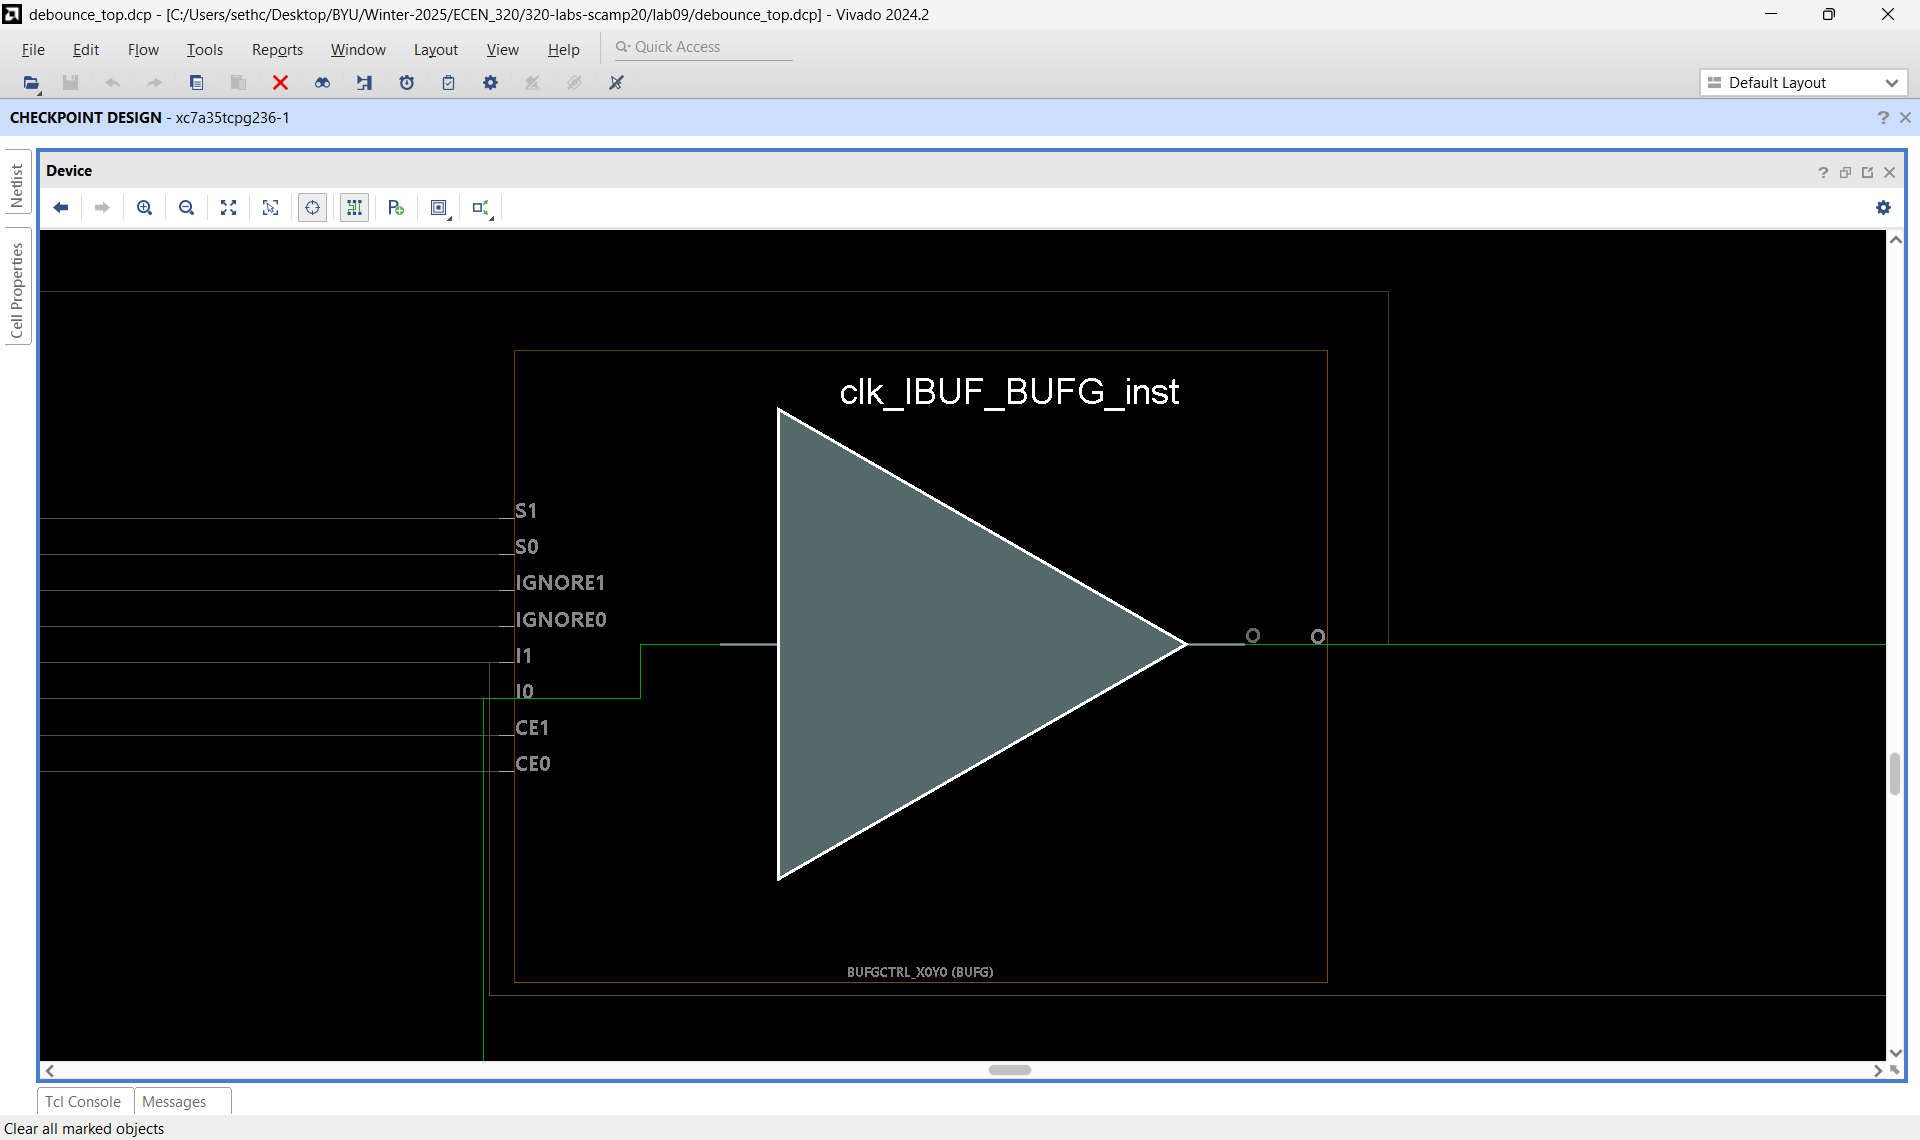 debounce_top.dcp - [C:/Users/sethc/Desktop/BYU/Winter-2025/ECEN_320/320-labs-scamp20/lab09/debounce_top.dcp] - Vivado 2024.2
File Edit Flow Tools Reports Window Layout View Help Quick Access
Default Layout
CHECKPOINT DESIGN - xc7a35tcpg236-1
Netlist
Cell Properties
Device
clk_IBUF_BUFG_inst
S1
S0
IGNORE1
IGNORE0
I1
I0
CE1
CE0
O O
BUFGCTRL_X0Y0 (BUFG)
Tcl Console Messages
Clear all marked objects